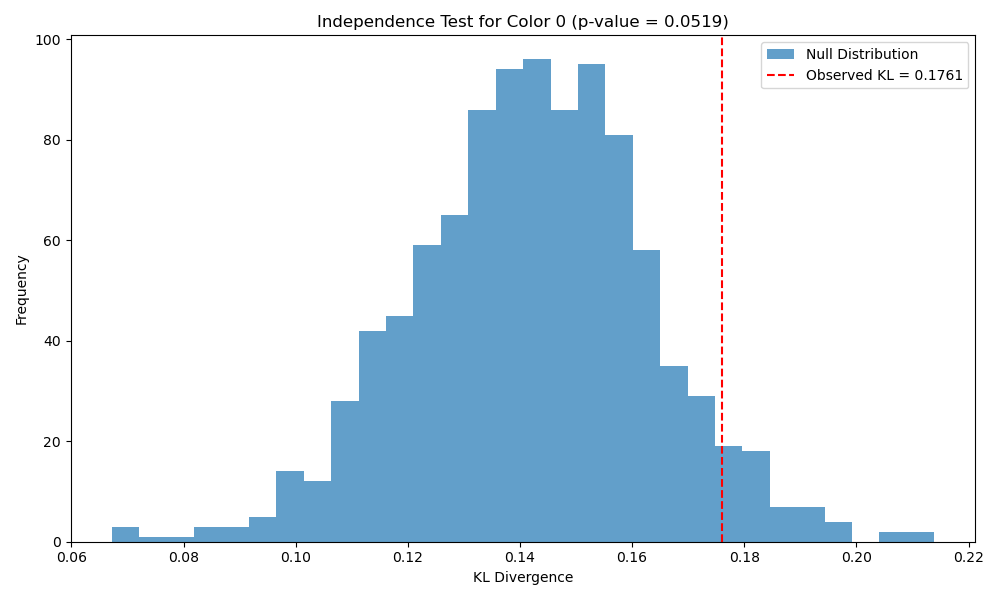 Independence Test for Color 0 (p-value = 0.0519)
Null Distribution
Observed KL = 0.1761
100
80
60
40
20
0
Frequency
0.06 0.08 0.10 0.12 0.14 0.16 0.18 0.20 0.22
KL Divergence